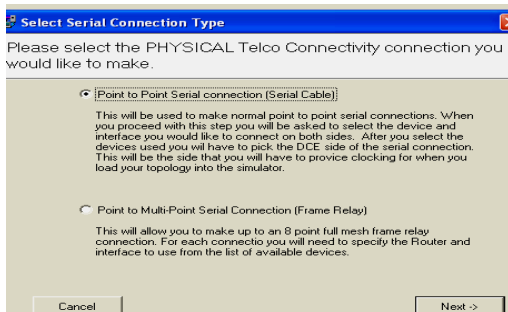 Select Serial Connection Type
Please select the PHYSICAL Telco Connectivity connection you
would like to make.
Point to Point Serial connection (Serial Cable)
This will be used to make normal point to point serial connections. When
you proceed with this step you will be asked to select the device and
interface you would like to connect on both sides. After you select the
devices used you wil have to pick the DCE side of the serial connection.
This will be the side that you will have to provice clocking for when you
load your topology into the simulator.
Point to Multi-Point Serial Connection (Frame Relay)
This will allow you to make up to an 8 point full mesh frame relay
connection. For each connectio you will need to specify the Router and
interface to use from the list of available devices.
Cancel
Next ->